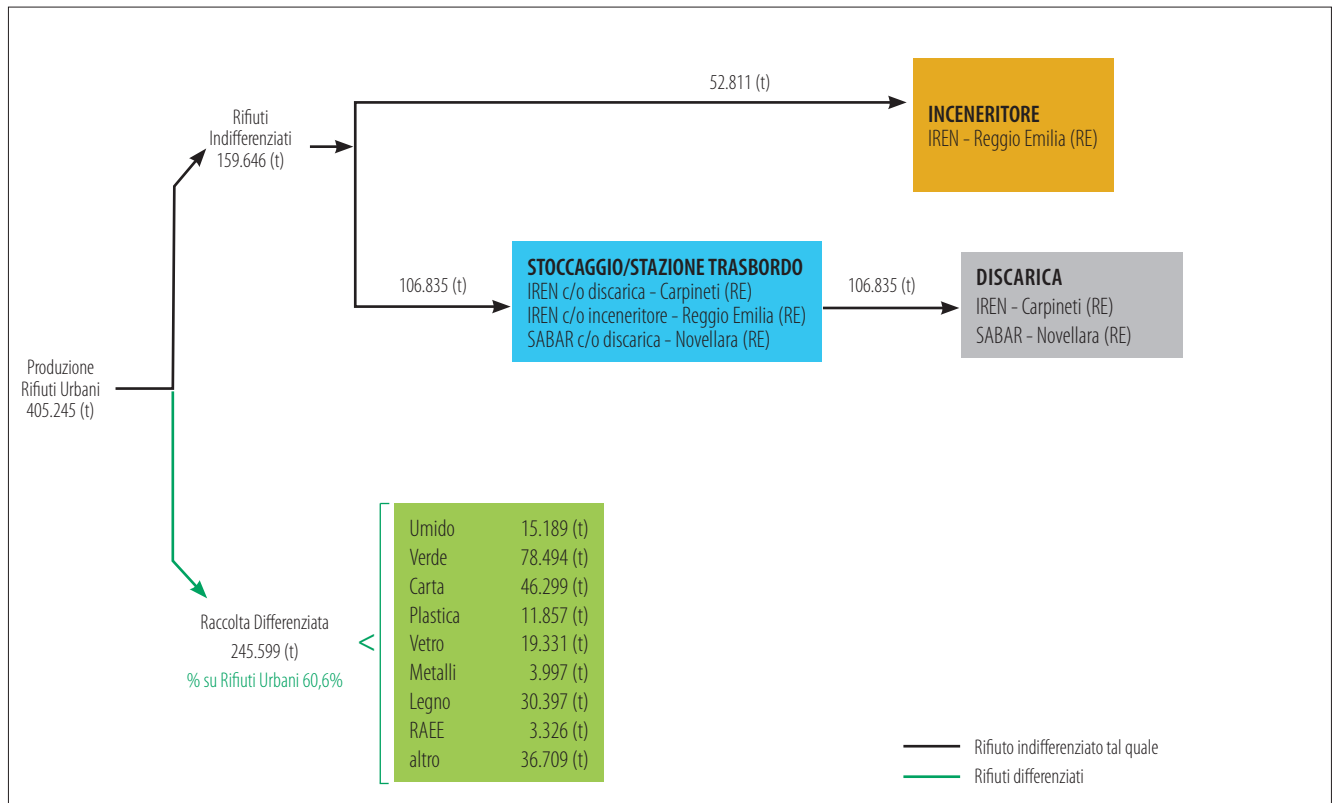 52.811 (t)
INCENERITORE
IREN - Reggio Emilia (RE)
Rifiuti
Indifferenziati
159.646 (t)
106.835 (t)
STOCCAGGIO/STAZIONE TRASBORDO
IREN c/o discarica - Carpineti (RE)
IREN c/o inceneritore - Reggio Emilia (RE)
SABAR c/o discarica - Novellara (RE)
106.835 (t)
DISCARICA
IREN - Carpineti (RE)
SABAR - Novellara (RE)
Produzione
Rifiuti Urbani
405.245 (t)
Raccolta Differenziata
245.599 (t)
% su Rifiuti Urbani 60,6%
<
Umido 15.189 (t)
Verde 78.494 (t)
Carta 46.299 (t)
Plastica 11.857 (t)
Vetro 19.331 (t)
Metalli 3.997 (t)
Legno 30.397 (t)
RAEE 3.326 (t)
altro 36.709 (t)
Rifiuto indifferenziato tal quale
Rifiuti differenziati